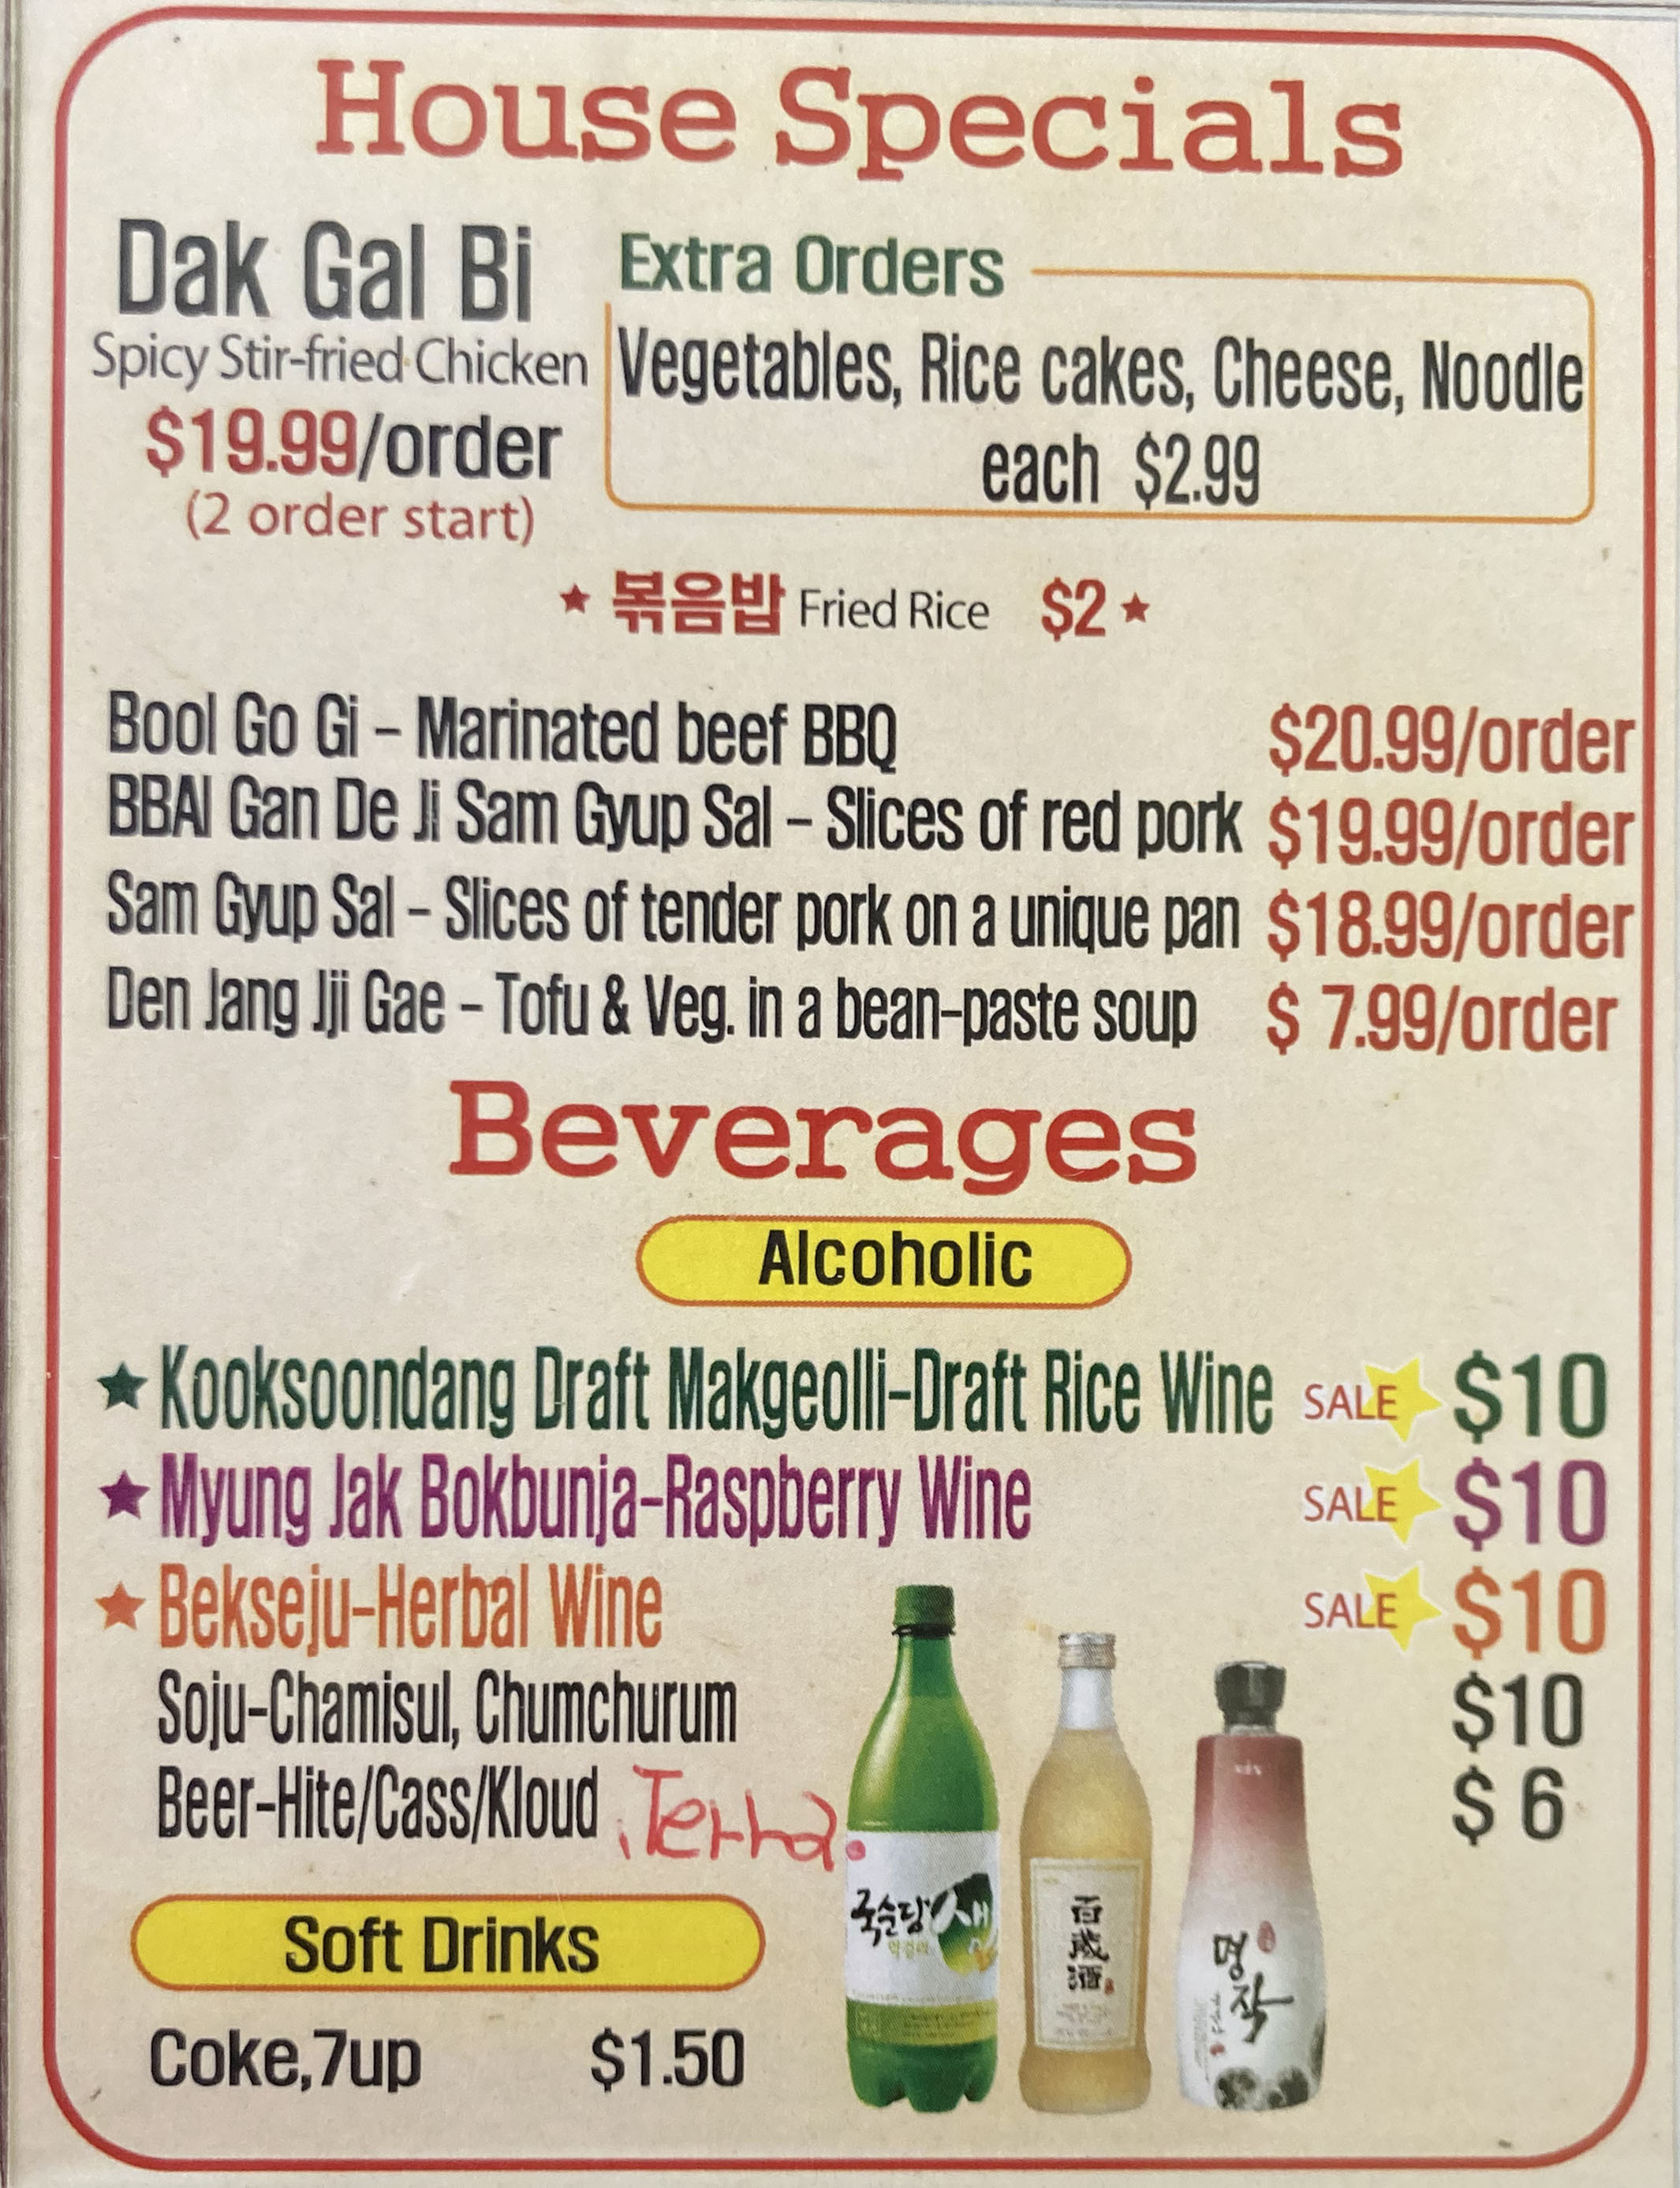 House Specials
Dak Gal Bi
Spicy Stir-fried Chicken
$19.99/order
(2 order start)
Extra Orders
Vegetables, Rice cakes, Cheese, Noodle
each $2.99
★ 볶음밥 Fried Rice $2 ★
Bool Go Gi – Marinated beef BBQ $20.99/order
BBAI Gan De Ji Sam Gyup Sal – Slices of red pork $19.99/order
Sam Gyup Sal – Slices of tender pork on a unique pan $18.99/order
Den Jang Jji Gae – Tofu & Veg. in a bean-paste soup $ 7.99/order
Beverages
Alcoholic
★ Kooksoondang Draft Makgeolli-Draft Rice Wine SALE $10
★ Myung Jak Bokbunja-Raspberry Wine SALE $10
★ Bekseju-Herbal Wine SALE $10
Soju-Chamisul, Chumchurum $10
Beer-Hite/Cass/Kloud , Terra. $ 6
Soft Drinks
Coke,7up $1.50
국순당 생
막걸리
百歲酒
명작